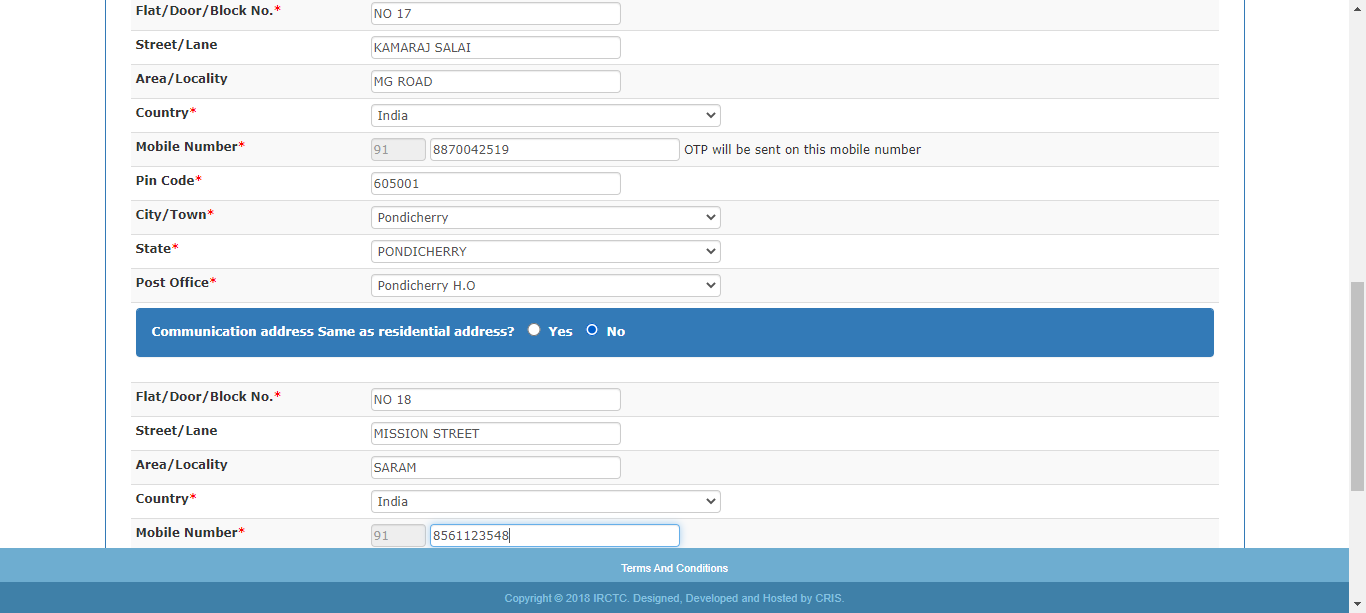 Flat/Door/Block No.* NO 17
Street/Lane KAMARAJ SALAI
Area/Locality MG ROAD
Country* India
Mobile Number* 91 8870042519 OTP will be sent on this mobile number
Pin Code* 605001
City/Town* Pondicherry
State* PONDICHERRY
Post Office* Pondicherry H.O
Communication address Same as residential address? Yes No
Flat/Door/Block No.* NO 18
Street/Lane MISSION STREET
Area/Locality SARAM
Country* India
Mobile Number* 91 8561123548
Terms And Conditions
Copyright © 2018 IRCTC. Designed, Developed and Hosted by CRIS.